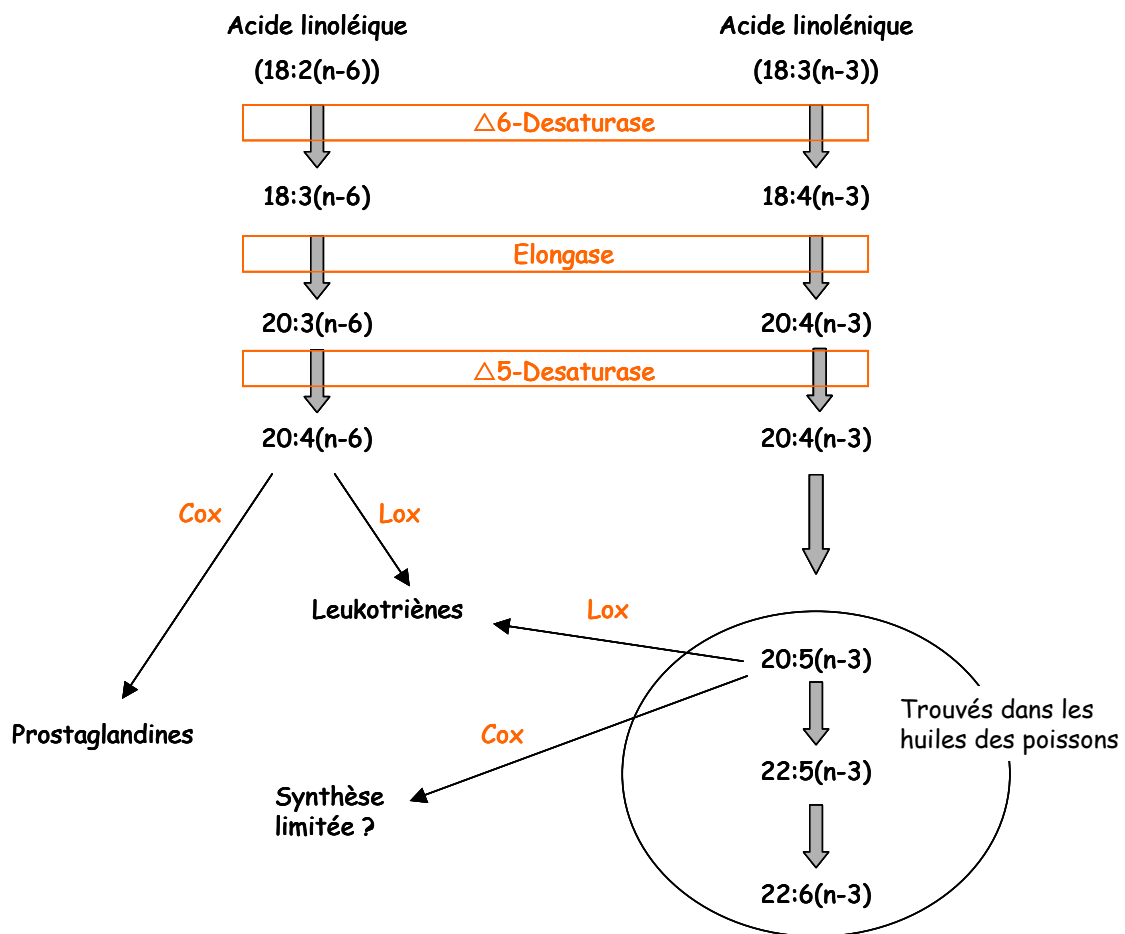 Acide linoléique
Acide linolénique
(18:2(n-6))
(18:3(n-3))
△6-Desaturase
18:3(n-6)
18:4(n-3)
Elongase
20:3(n-6)
20:4(n-3)
△5-Desaturase
20:4(n-6)
20:4(n-3)
Cox
Lox
Leukotriènes
Lox
20:5(n-3)
Trouvés dans les
huiles des poissons
Prostaglandines
Cox
22:5(n-3)
Synthèse
limitée ?
22:6(n-3)